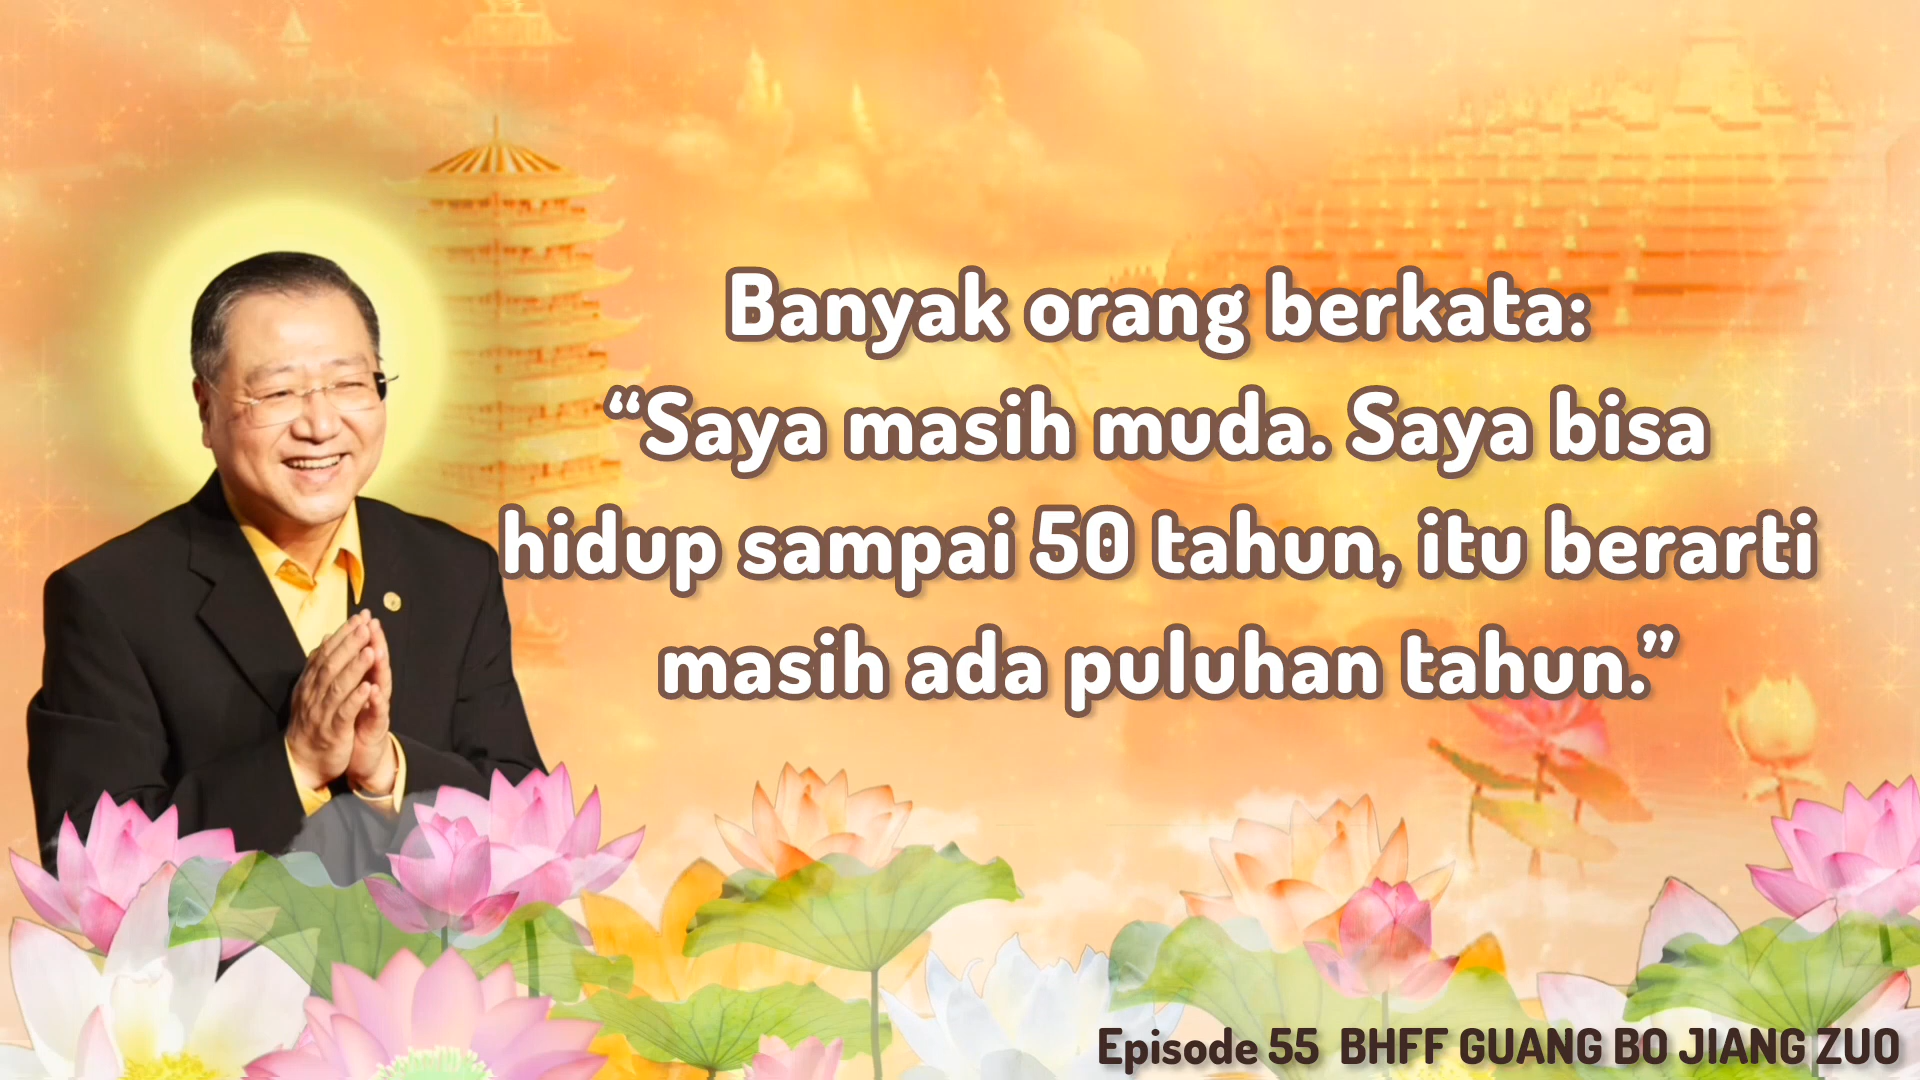 Banyak orang berkata:
“Saya masih muda. Saya bisa
hidup sampai 50 tahun, itu berarti
masih ada puluhan tahun.”
Episode 55 BHFF GUANG BO JIANG ZUO